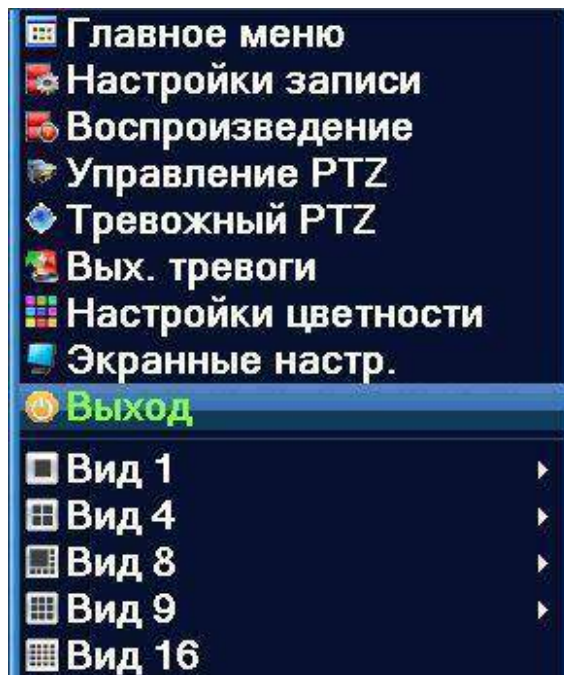 Главное меню
Настройки записи
Воспроизведение
Управление PTZ
Тревожный PTZ
Вых. тревоги
Настройки цветности
Экранные настр.
Выход
Вид 1
Вид 4
Вид 8
Вид 9
Вид 16